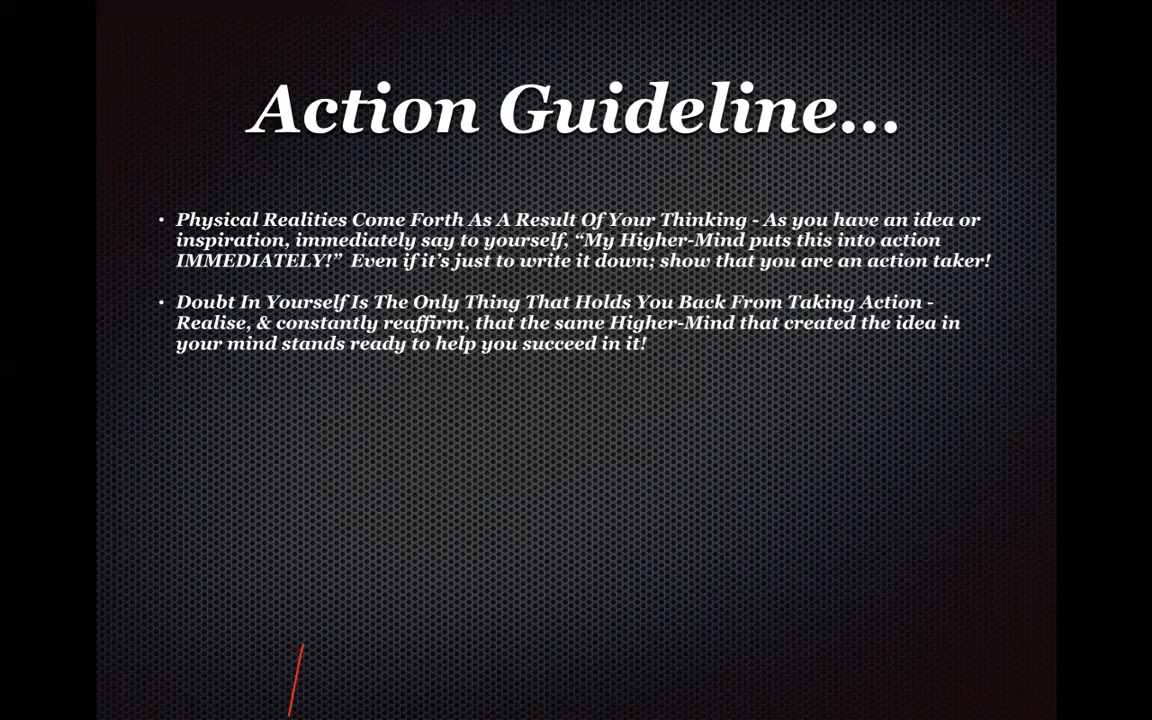 Action Guideline...
• Physical Realities Come Forth As A Result Of Your Thinking - As you have an idea or
inspiration, immediately say to yourself, “My Higher-Mind puts this into action
IMMEDIATELY!”  Even if it’s just to write it down; show that you are an action taker!
• Doubt In Yourself Is The Only Thing That Holds You Back From Taking Action -
Realise, & constantly reaffirm, that the same Higher-Mind that created the idea in
your mind stands ready to help you succeed in it!